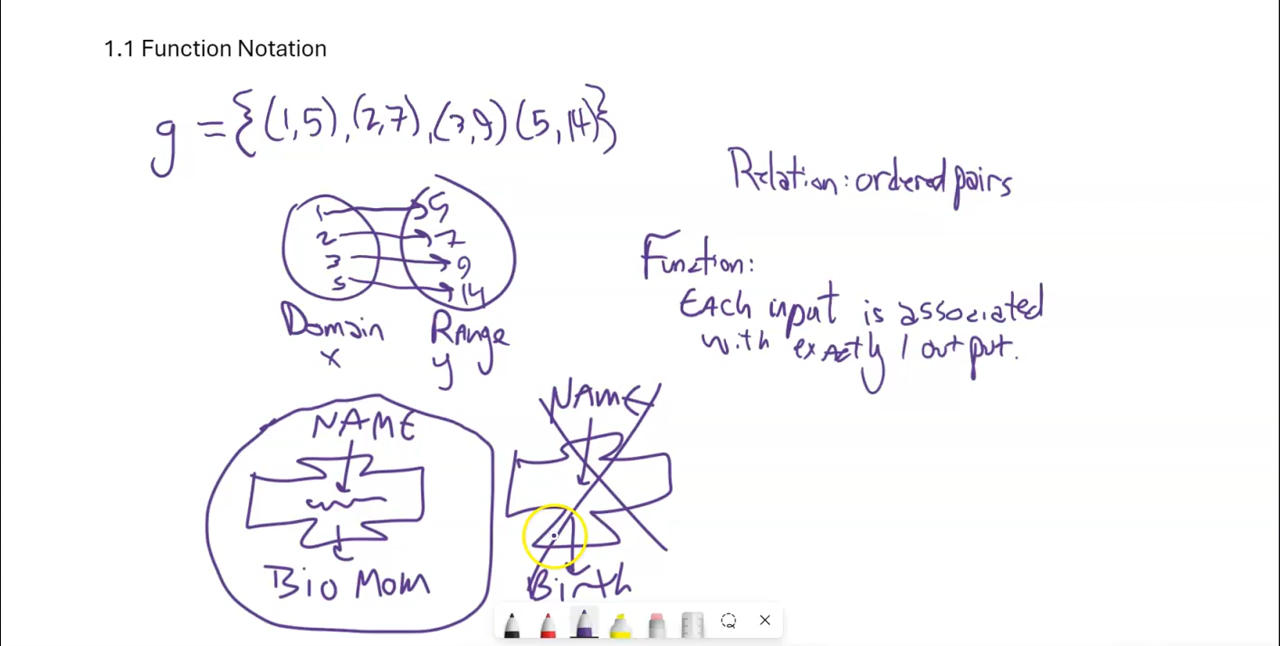 1.1 Function Notation
g = {(1,5), (2,7), (3,9) (5,14)}
Relation: ordered pairs
1 5
2 7
3 9
5 14
Domain Range
x y
Function:
Each input is associated
with exactly 1 output.
NAME NAME
Bio Mom Birth